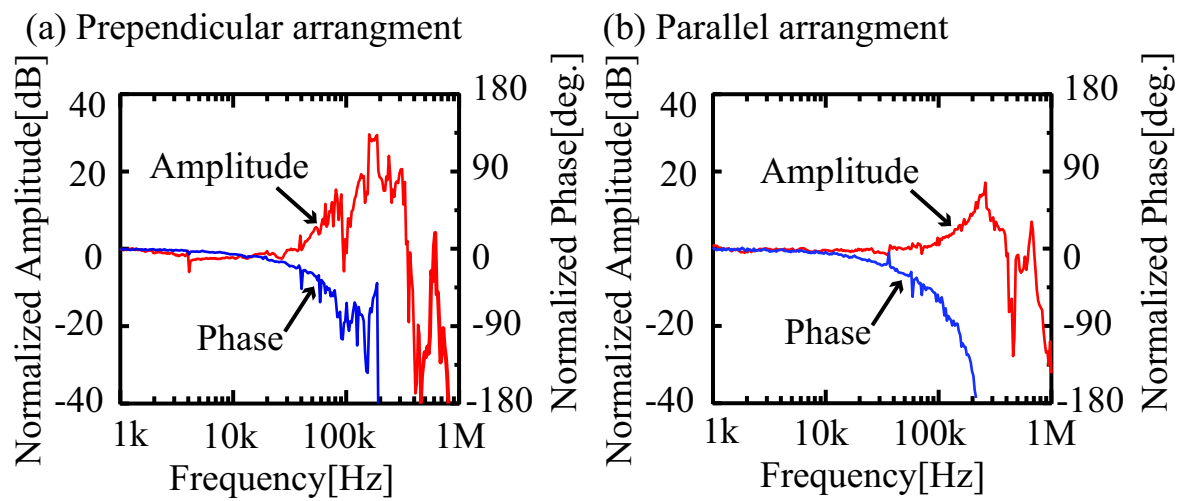 (a) Prependicular arrangment
Normalized Amplitude[dB]
40
20
0
-20
-40
Amplitude
Phase
180
90
0
-90
-180
Normalized Phase[deg.]
1k 10k 100k 1M
Frequency[Hz]
(b) Parallel arrangment
Normalized Amplitude[dB]
40
20
0
-20
-40
Amplitude
Phase
180
90
0
-90
-180
Normalized Phase[deg.]
1k 10k 100k 1M
Frequency[Hz]